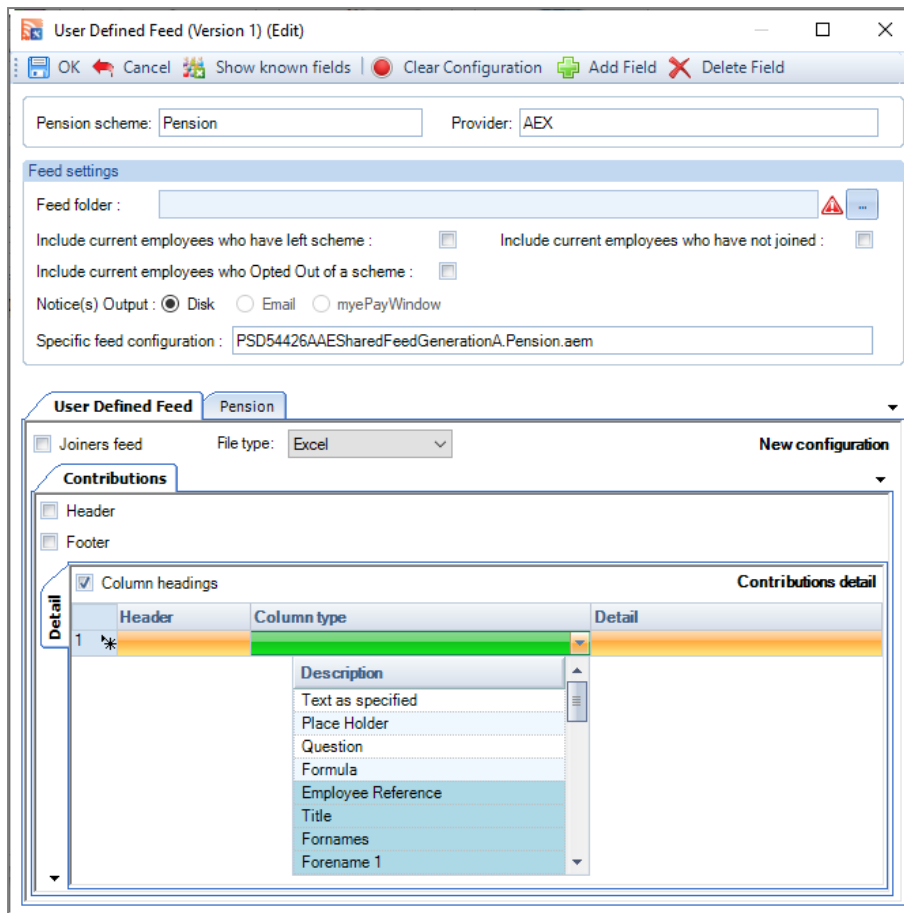 User Defined Feed (Version 1) (Edit)
OK Cancel Show known fields Clear Configuration Add Field Delete Field
Pension scheme: Pension Provider: AEX
Feed settings
Feed folder : ...
Include current employees who have left scheme : Include current employees who have not joined :
Include current employees who Opted Out of a scheme :
Notice(s) Output : Disk Email myePayWindow
Specific feed configuration : PSD54426AAESharedFeedGenerationA.Pension.aem
User Defined Feed Pension
Joiners feed File type: Excel New configuration
Contributions
Header
Footer
Detail
Column headings Contributions detail
Header Column type Detail
1
Description
Text as specified
Place Holder
Question
Formula
Employee Reference
Title
Fornames
Forename 1